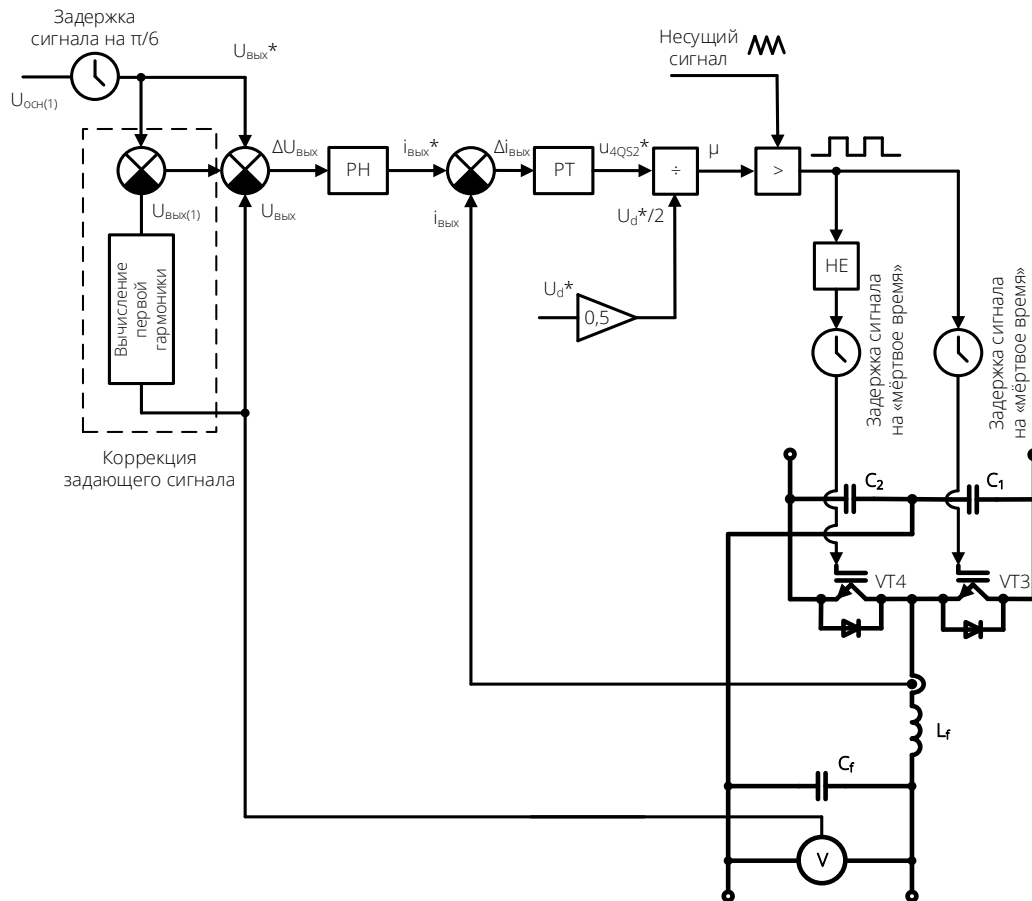 Задержка
сигнала на π/6
Uвых*
Uосн(1)
Несущий
сигнал
ΔUвых
PH
iвых*
Δiвых
PT
u4QS2*
÷
μ
>
Uвых(1)
Uвых
iвых
Ud*/2
Вычисление
первой
гармоники
Ud*
0,5
НЕ
Задержка сигнала
на «мёртвое время»
Задержка сигнала
на «мёртвое время»
Коррекция
задающего сигнала
C2
C1
VT4
VT3
Lf
Cf
V